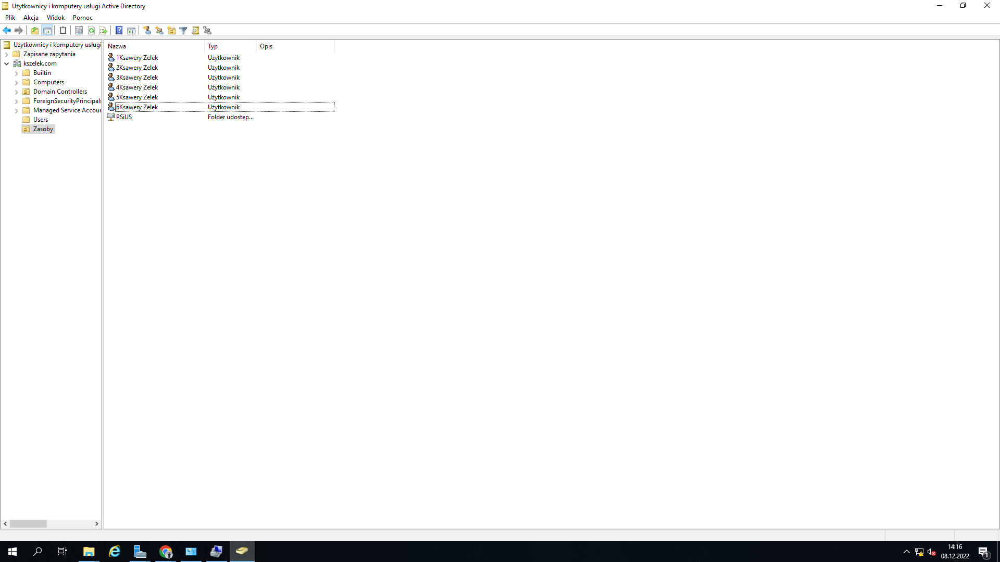 Użytkownicy i komputery usługi Active Directory
Plik Akcja Widok Pomoc
Użytkownicy i komputery usługi
Zapisane zapytania
kszelek.com
Builtin
Computers
Domain Controllers
ForeignSecurityPrincipals
Managed Service Accour
Users
Zasoby
Nazwa Typ Opis
1Ksawery Zelek Użytkownik
2Ksawery Zelek Użytkownik
3Ksawery Zelek Użytkownik
4Ksawery Zelek Użytkownik
5Ksawery Zelek Użytkownik
6Ksawery Zelek Użytkownik
PSiUS Folder udostęp...
14:16
08.12.2022
1